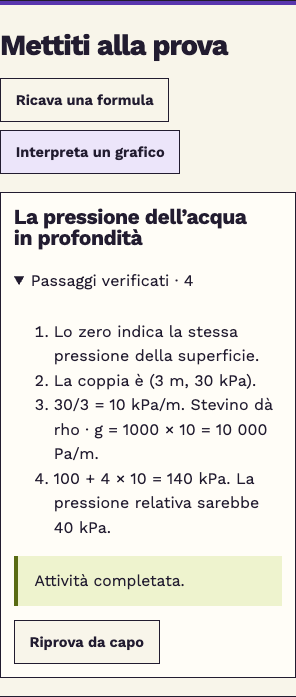 Mettiti alla prova
Ricava una formula
Interpreta un grafico
La pressione dell’acqua
in profondità
▼ Passaggi verificati · 4
1. Lo zero indica la stessa
pressione della superficie.
2. La coppia è (3 m, 30 kPa).
3. 30/3 = 10 kPa/m. Stevino dà
rho · g = 1000 × 10 = 10 000
Pa/m.
4. 100 + 4 × 10 = 140 kPa. La
pressione relativa sarebbe
40 kPa.
Attività completata.
Riprova da capo